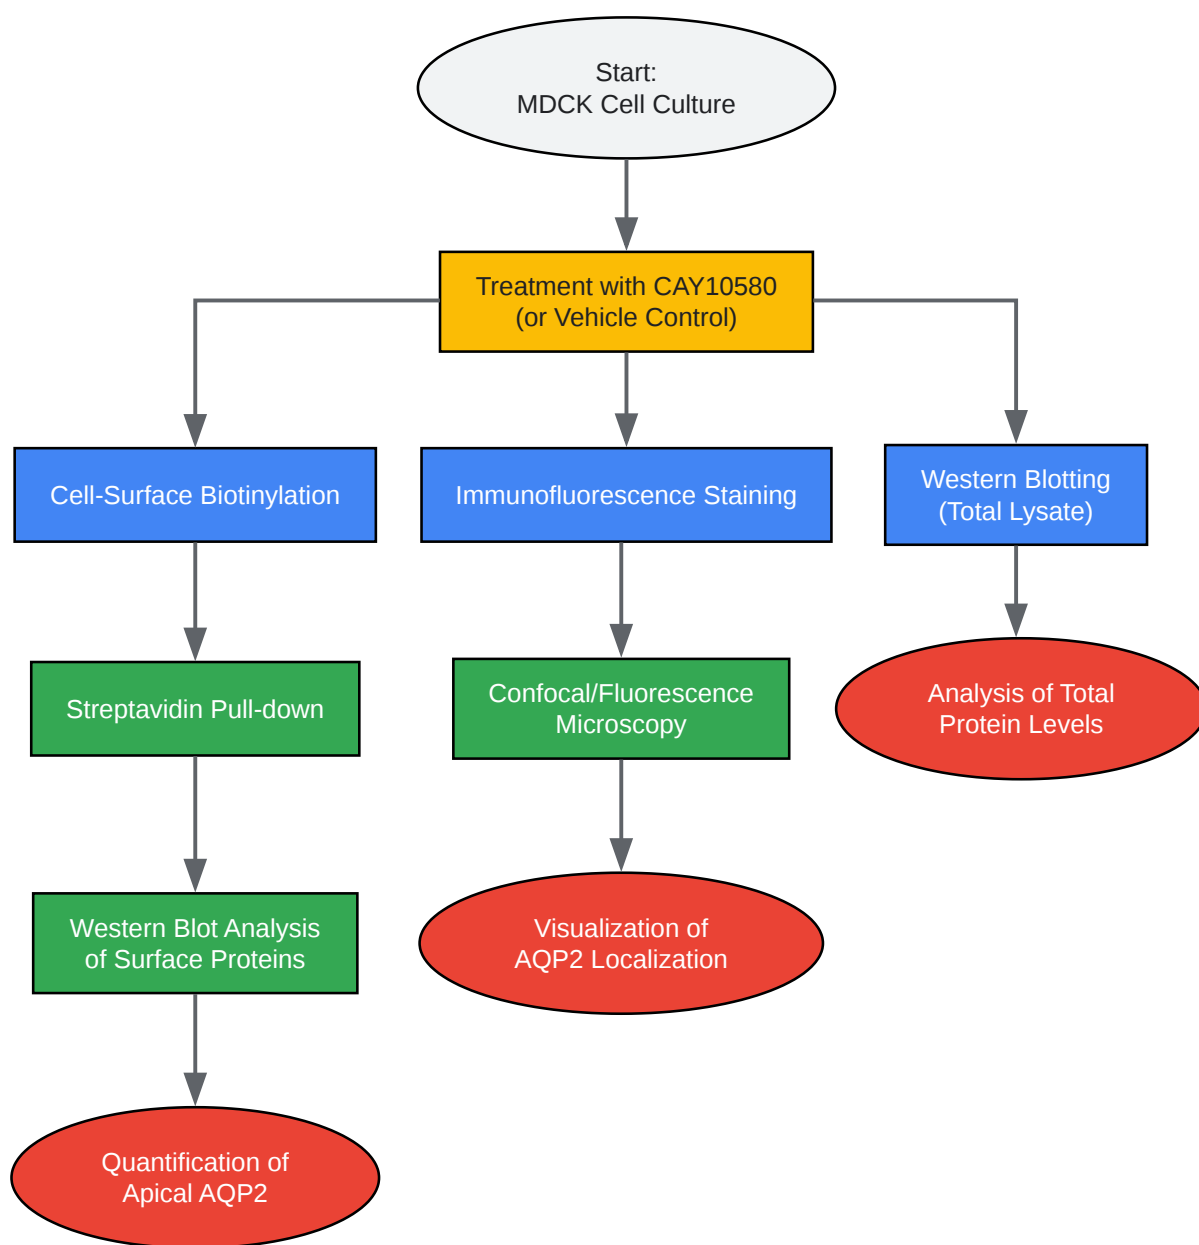 Start:
MDCK Cell Culture
Treatment with CAY10580
(or Vehicle Control)
Cell-Surface Biotinylation
Immunofluorescence Staining
Western Blotting
(Total Lysate)
Streptavidin Pull-down
Confocal/Fluorescence
Microscopy
Analysis of Total
Protein Levels
Western Blot Analysis
of Surface Proteins
Visualization of
AQP2 Localization
Quantification of
Apical AQP2